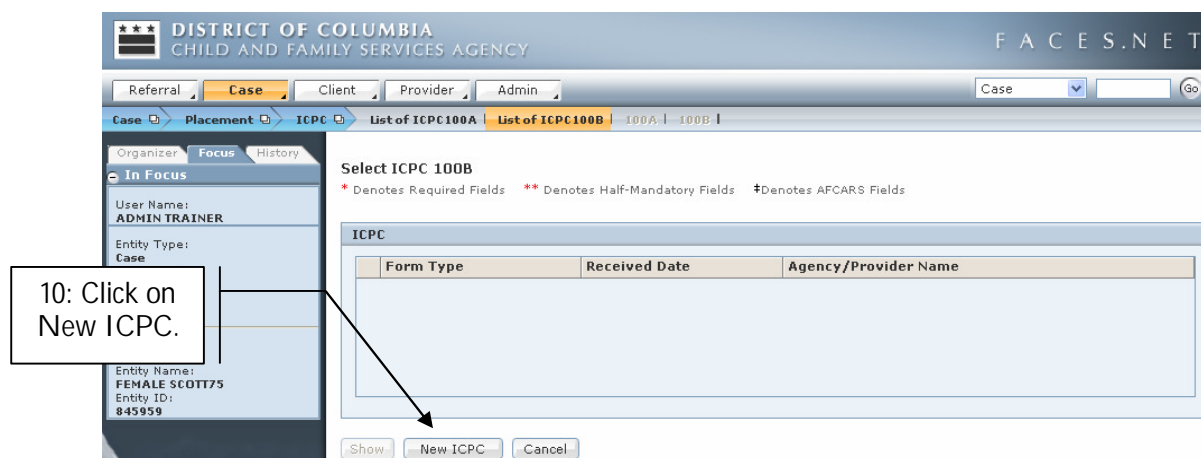 ★★★ DISTRICT OF COLUMBIA
CHILD AND FAMILY SERVICES AGENCY
FACES.NET
Referral Case Client Provider Admin Case Go
Case Placement ICPC List of ICPC100A | List of ICPC100B | 100A | 100B |
Organizer Focus History
In Focus
User Name:
ADMIN TRAINER
Entity Type:
Case
Entity Name:
FEMALE SCOTT75
Entity ID:
845959
10: Click on
New ICPC.
Select ICPC 100B
* Denotes Required Fields ** Denotes Half-Mandatory Fields ‡Denotes AFCARS Fields
ICPC
Form Type Received Date Agency/Provider Name
Show New ICPC Cancel